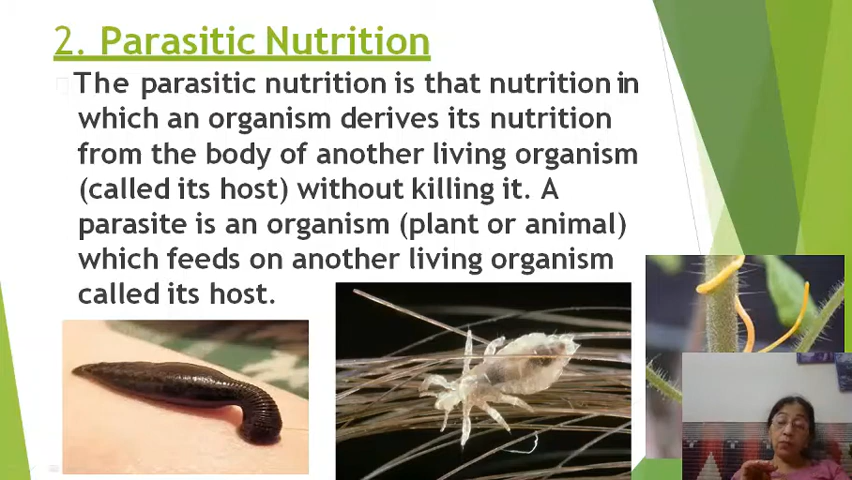 2. Parasitic Nutrition
The parasitic nutrition is that nutrition in
which an organism derives its nutrition
from the body of another living organism
(called its host) without killing it. A
parasite is an organism (plant or animal)
which feeds on another living organism
called its host.